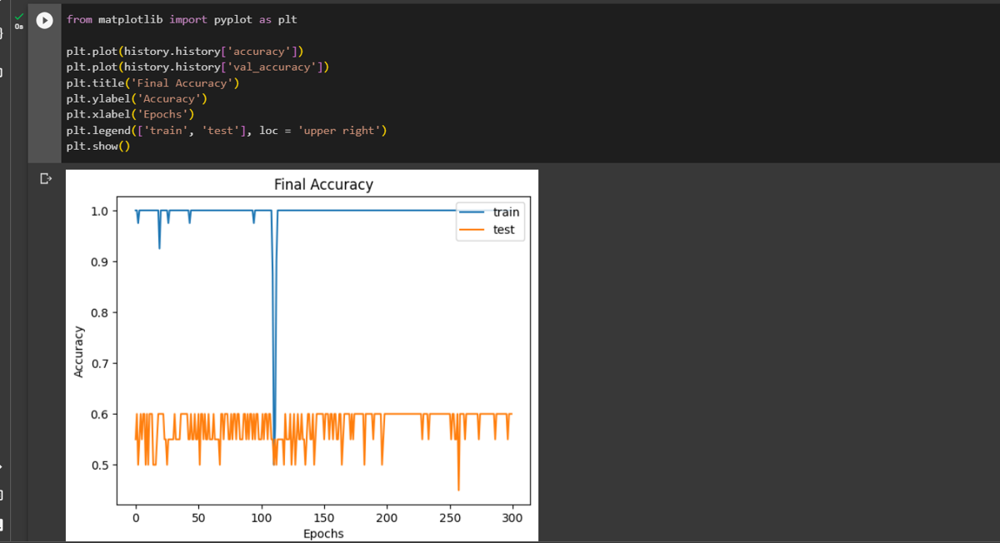 0s
from matplotlib import pyplot as plt
plt.plot(history.history['accuracy'])
plt.plot(history.history['val_accuracy'])
plt.title('Final Accuracy')
plt.ylabel('Accuracy')
plt.xlabel('Epochs')
plt.legend(['train', 'test'], loc = 'upper right')
plt.show()
Final Accuracy
train
test
1.0
0.9
0.8
0.7
0.6
0.5
Accuracy
0 50 100 150 200 250 300
Epochs